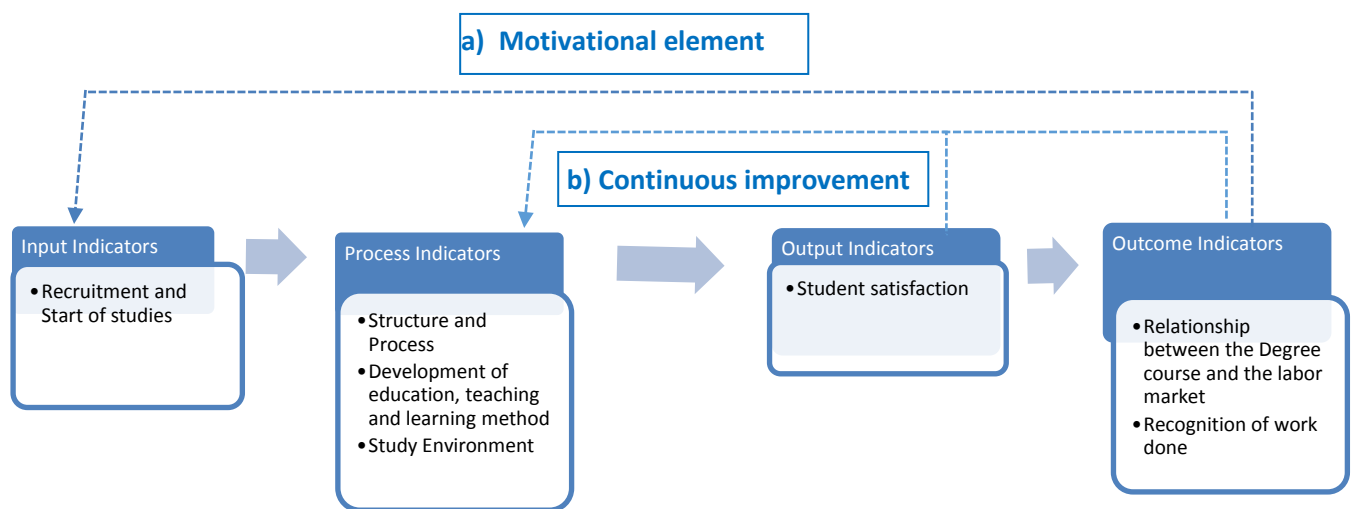 a) Motivational element
b) Continuous improvement
Input Indicators
•Recruitment and
Start of studies
Process Indicators
•Structure and
Process
•Development of
education, teaching
and learning method
•Study Environment
Output Indicators
•Student satisfaction
Outcome Indicators
•Relationship
between the Degree
course and the labor
market
•Recognition of work
done